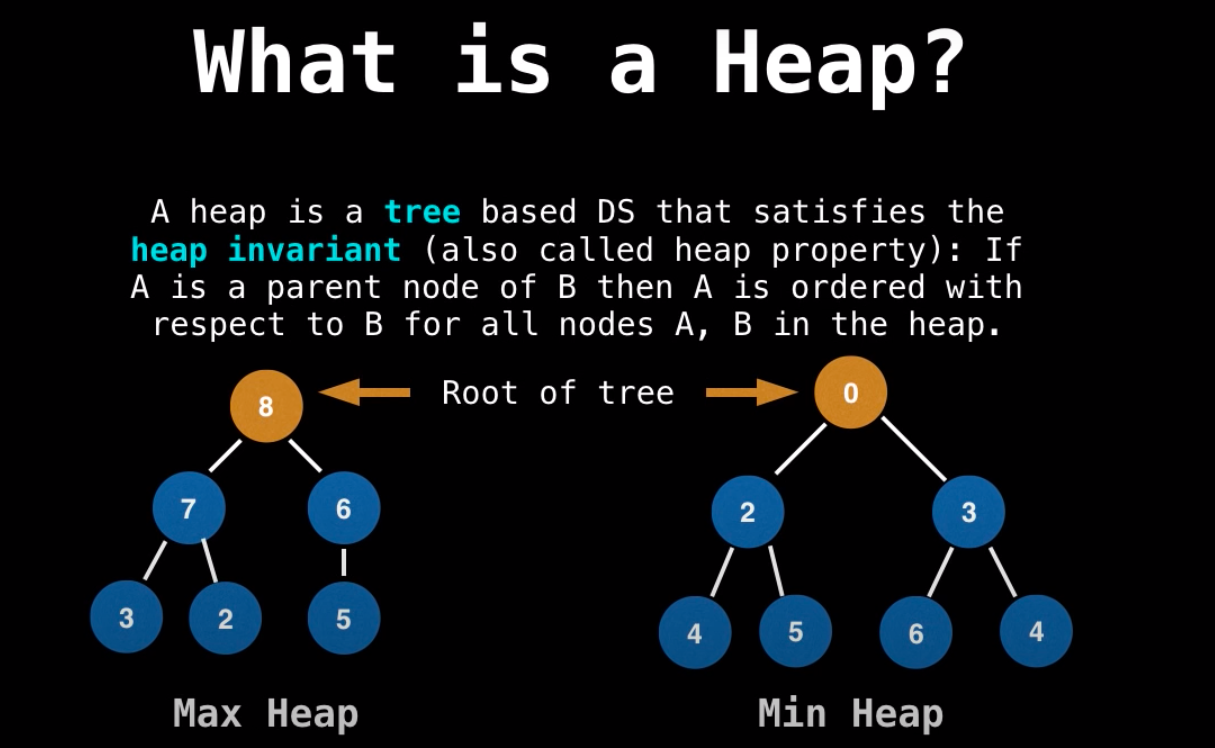 What is a Heap?
A heap is a tree based DS that satisfies the
heap invariant (also called heap property): If
A is a parent node of B then A is ordered with
respect to B for all nodes A, B in the heap.
8
Root of tree
0
7
6
2
3
3
2
5
4
5
6
4
Max Heap
Min Heap